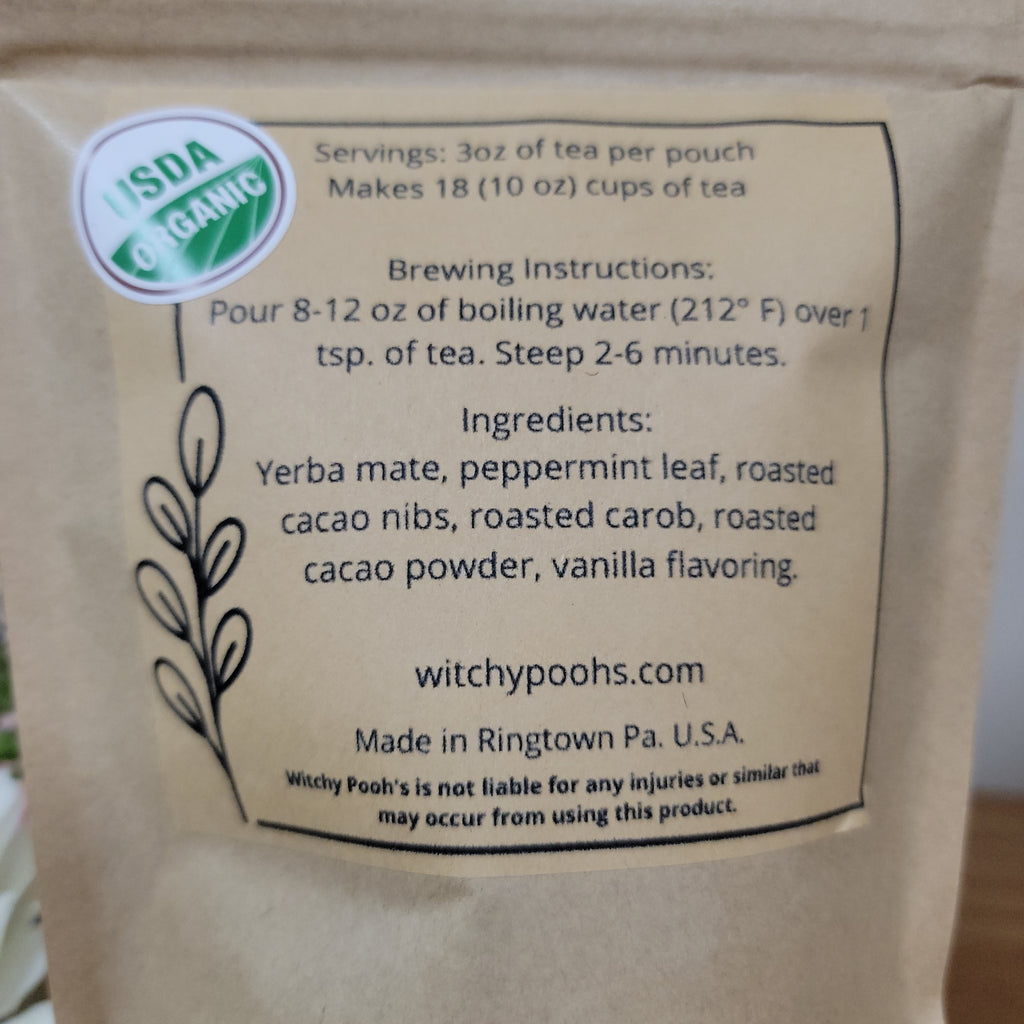 USDA
ORGANIC
Servings: 3oz of tea per pouch
Makes 18 (10 oz) cups of tea
Brewing Instructions:
Pour 8-12 oz of boiling water (212° F) over 1
tsp. of tea. Steep 2-6 minutes.
Ingredients:
Yerba mate, peppermint leaf, roasted
cacao nibs, roasted carob, roasted
cacao powder, vanilla flavoring.
witchypoohs.com
Made in Ringtown Pa. U.S.A.
Witchy Pooh's is not liable for any injuries or similar that
may occur from using this product.